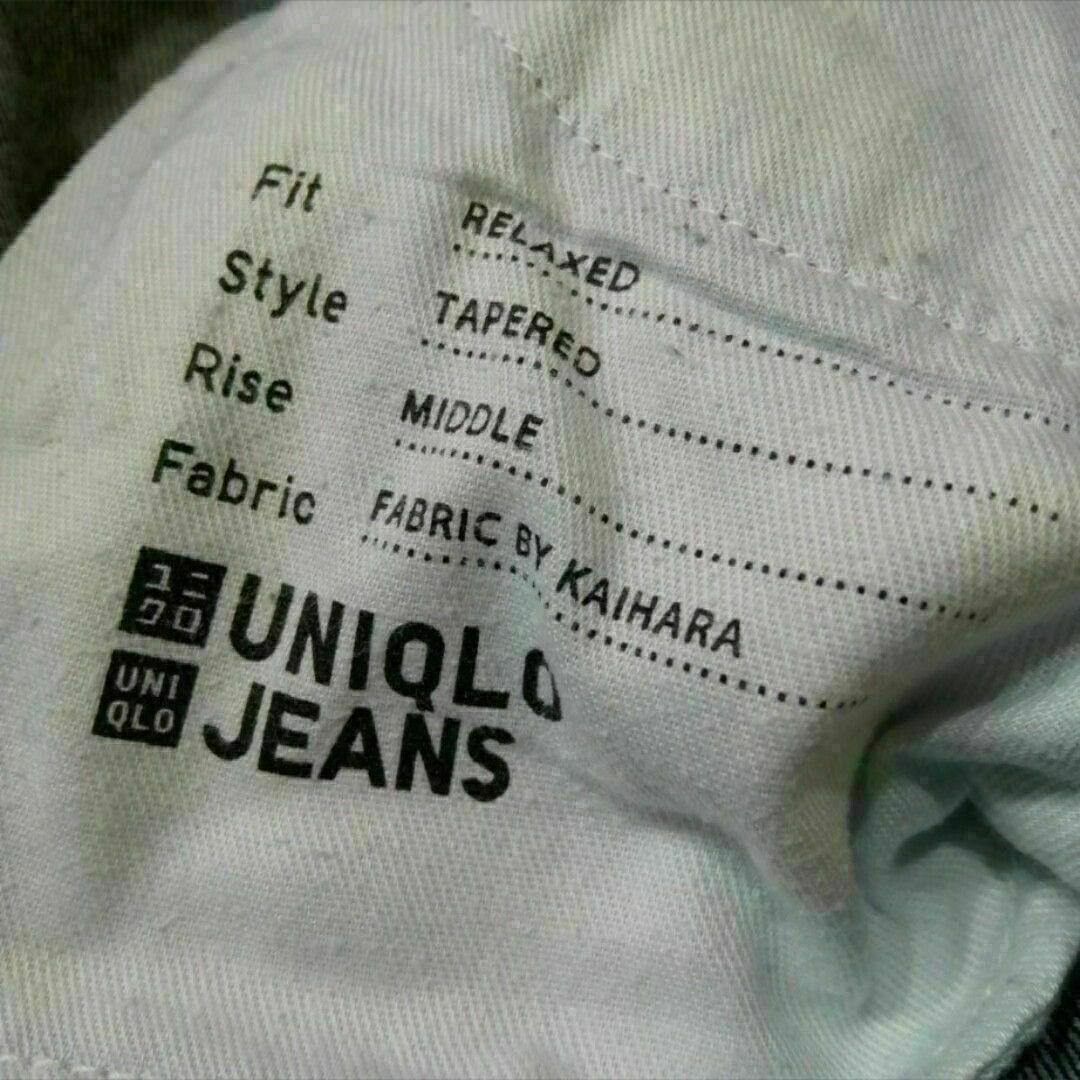 Fit RELAXED
Style TAPERED
Rise MIDDLE
Fabric FABRIC BY KAIHARA
ユニ
クロ
UNI
QLO
UNIQLO
JEANS